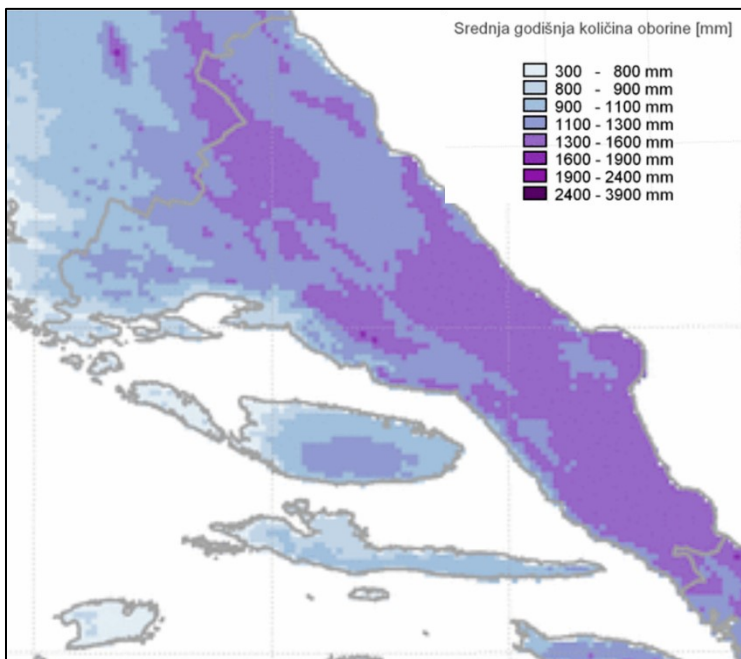 Srednja godišnja količina oborine [mm]
300 - 800 mm
800 - 900 mm
900 - 1100 mm
1100 - 1300 mm
1300 - 1600 mm
1600 - 1900 mm
1900 - 2400 mm
2400 - 3900 mm